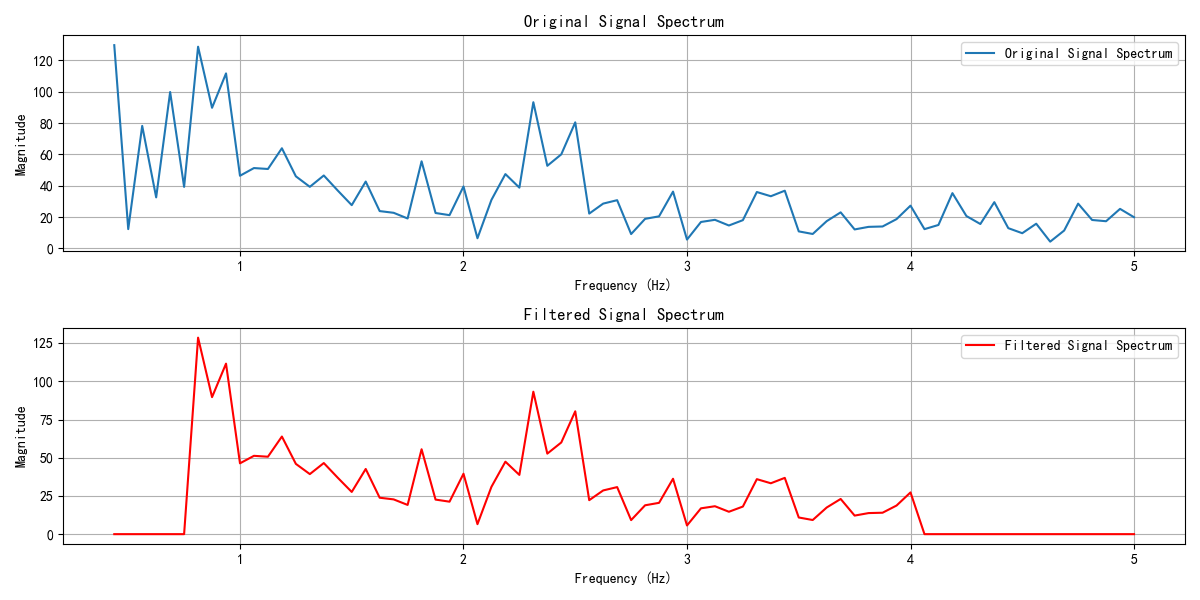 Original Signal Spectrum
Original Signal Spectrum
Magnitude
120
100
80
60
40
20
0
1 2 3 4 5
Frequency (Hz)
Filtered Signal Spectrum
Filtered Signal Spectrum
Magnitude
125
100
75
50
25
0
1 2 3 4 5
Frequency (Hz)